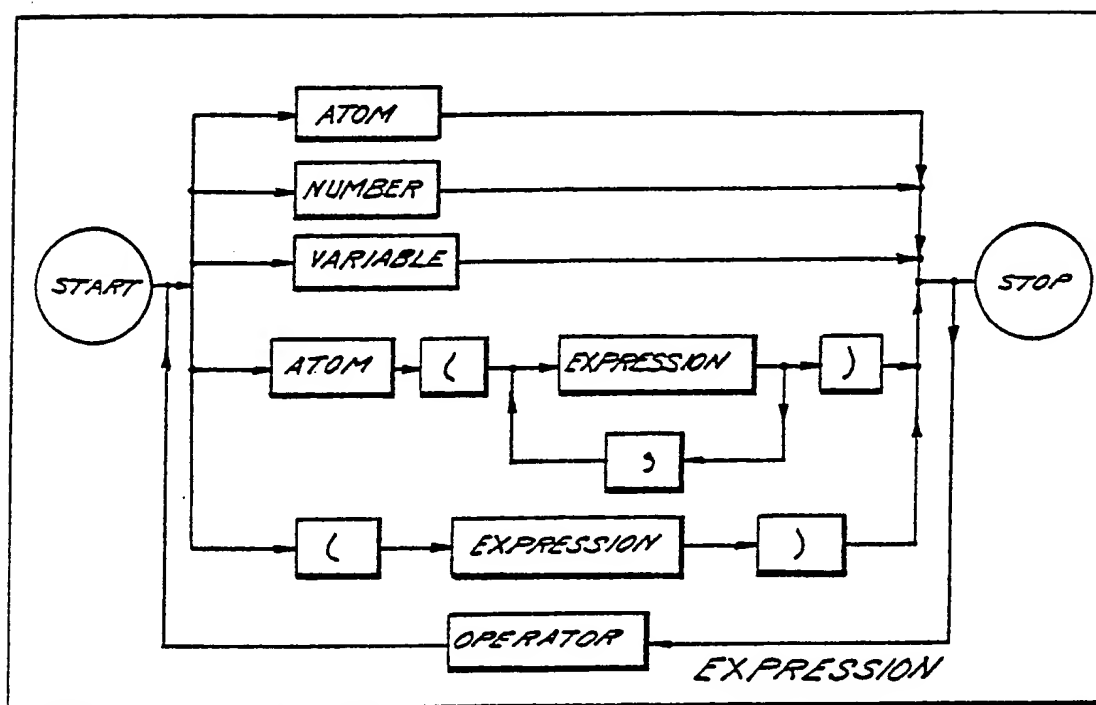 ATOM
NUMBER
VARIABLE
START
STOP
ATOM ( EXPRESSION )
,
( EXPRESSION )
OPERATOR
EXPRESSION